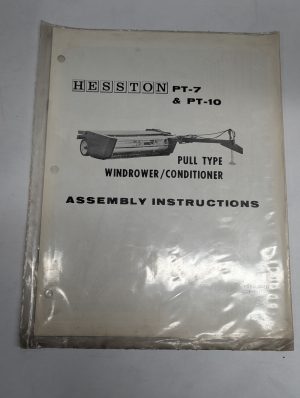 HESSTON PT-7
& PT-10
PULL TYPE
WINDROWER/CONDITIONER
ASSEMBLY INSTRUCTIONS